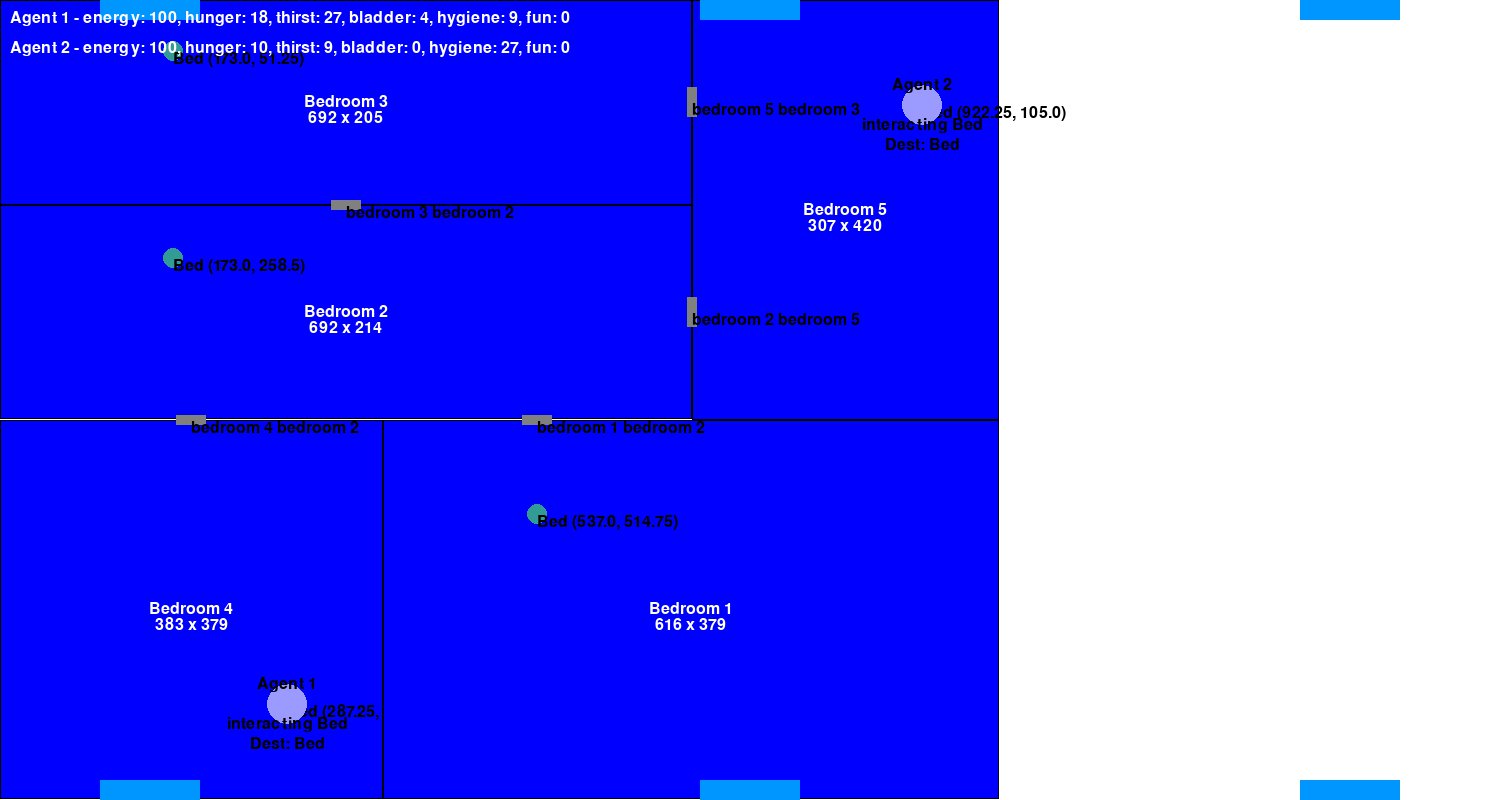 Agent 1 - energy: 100, hunger: 18, thirst: 27, bladder: 4, hygiene: 9, fun: 0
Agent 2 - energy: 100, hunger: 10, thirst: 9, bladder: 0, hygiene: 27, fun: 0
Bed (173.0, 51.25)
Bedroom 3
692 x 205
bedroom 5 bedroom 3
Agent 2
(922.25, 105.0)
interacting Bed
Dest: Bed
bedroom 3 bedroom 2
Bedroom 5
307 x 420
Bed (173.0, 258.5)
Bedroom 2
692 x 214
bedroom 2 bedroom 5
bedroom 4 bedroom 2
bedroom 1 bedroom 2
Bed (537.0, 514.75)
Bedroom 4
383 x 379
Bedroom 1
616 x 379
Agent 1
(287.25,
interacting Bed
Dest: Bed